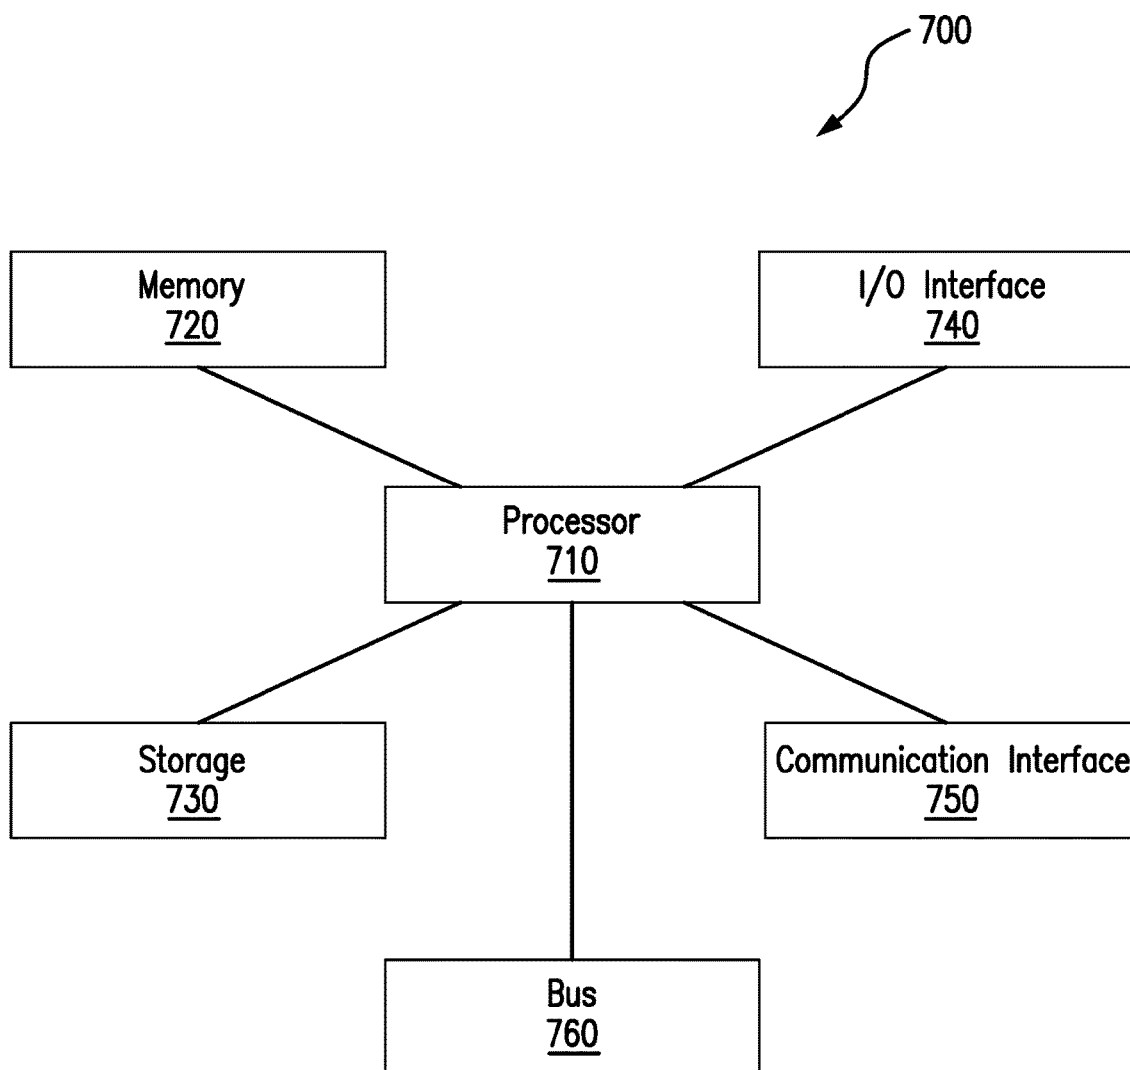 700
Memory
720
I/O Interface
740
Processor
710
Storage
730
Communication Interface
750
Bus
760